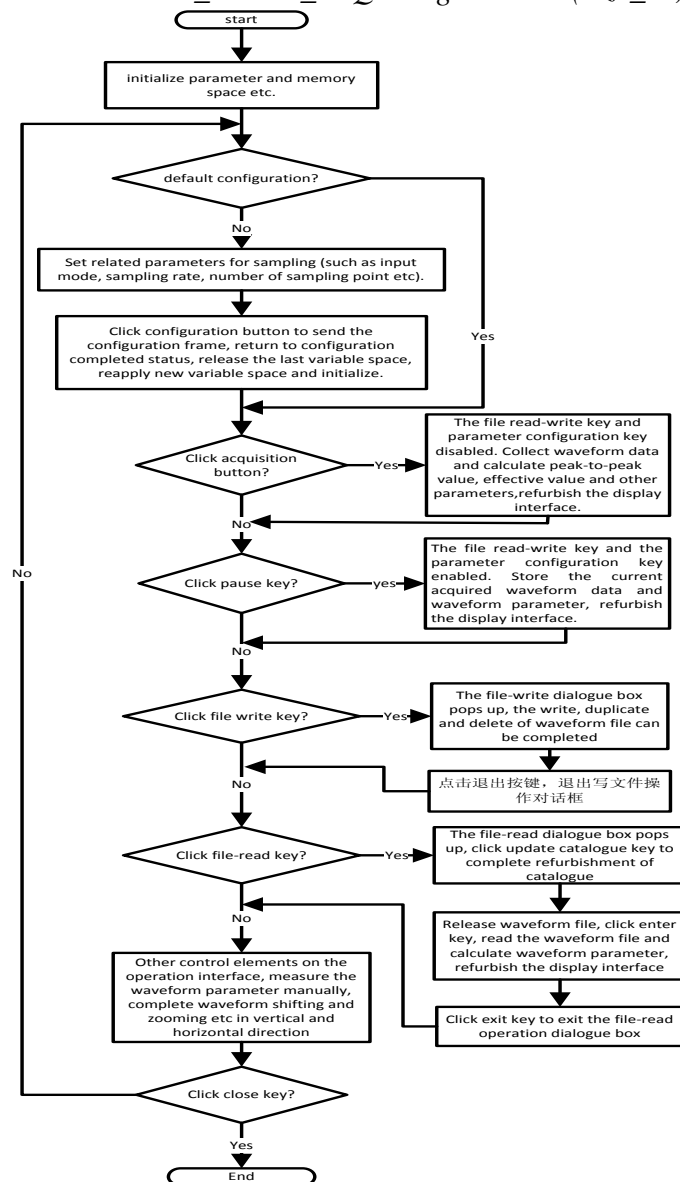 start
initialize parameter and memory
space etc.
default configuration?
No
Yes
Set related parameters for sampling (such as input
mode, sampling rate, number of sampling point etc).
Click configuration button to send the
configuration frame, return to configuration
completed status, release the last variable space,
reapply new variable space and initialize.
Click acquisition
button?
Yes
The file read-write key and
parameter configuration key
disabled. Collect waveform data
and calculate peak-to-peak
value, effective value and other
parameters,refurbish the display
interface.
No
Click pause key?
yes
The file read-write key and the
parameter configuration key
enabled. Store the current
acquired waveform data and
waveform parameter, refurbish
the display interface.
No
No
Click file write key?
Yes
The file-write dialogue box
pops up, the write, duplicate
and delete of waveform file can
be completed
点击退出按键，退出写文件操
作对话框
No
Click file-read key?
Yes
The file-read dialogue box pops
up, click update catalogue key to
complete refurbishment of
catalogue
Release waveform file, click enter
key, read the waveform file and
calculate waveform parameter,
refurbish the display interface
Click exit key to exit the file-read
operation dialogue box
No
Other control elements on the
operation interface, measure the
waveform parameter manually,
complete waveform shifting and
zooming etc in vertical and
horizontal direction
Click close key?
Yes
End